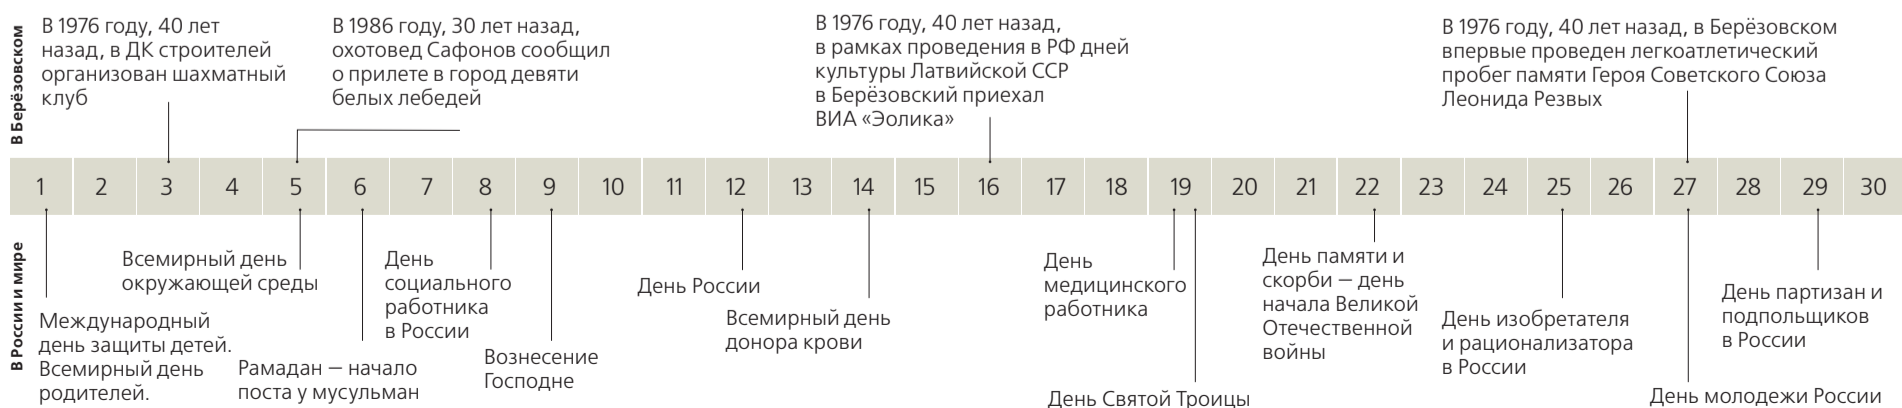 В Берёзовском
В 1976 году, 40 лет
назад, в ДК строителей
организован шахматный
клуб
В 1986 году, 30 лет назад,
охотовед Сафонов сообщил
о прилете в город девяти
белых лебедей
В 1976 году, 40 лет назад,
в рамках проведения в РФ дней
культуры Латвийской ССР
в Берёзовский приехал
ВИА «Эолика»
В 1976 году, 40 лет назад, в Берёзовском
впервые проведен легкоатлетический
пробег памяти Героя Советского Союза
Леонида Резвых
1 2 3 4 5 6 7 8 9 10 11 12 13 14 15 16 17 18 19 20 21 22 23 24 25 26 27 28 29 30
В России и мире
Международный
день защиты детей.
Всемирный день
родителей.
Всемирный день
окружающей среды
Рамадан — начало
поста у мусульман
День
социального
работника
в России
Вознесение
Господне
День России
Всемирный день
донора крови
День
медицинского
работника
День Святой Троицы
День памяти и
скорби — день
начала Великой
Отечественной
войны
День изобретателя
и рационализатора
в России
День молодежи России
День партизан и
подпольщиков
в России